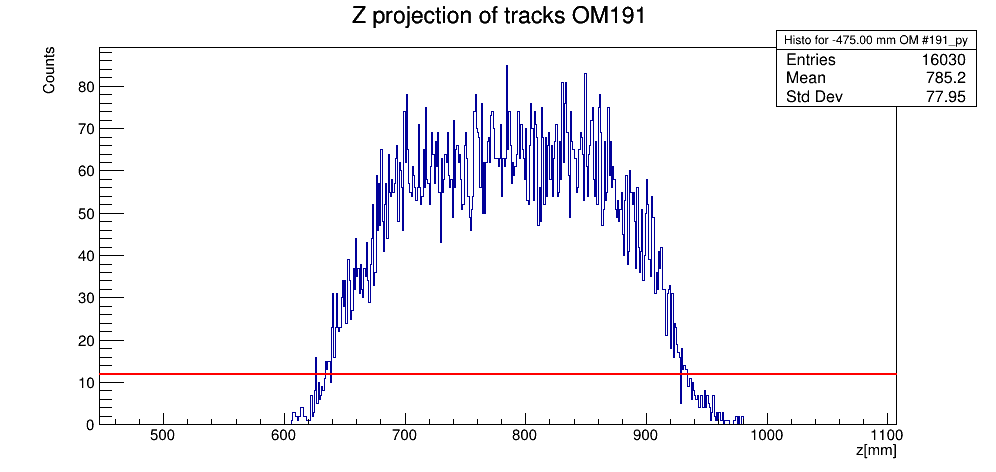 Z projection of tracks OM191
Histo for -475.00 mm OM #191_py
Entries 16030
Mean 785.2
Std Dev 77.95
Counts
80
70
60
50
40
30
20
10
0
500 600 700 800 900 1000 1100
z[mm]